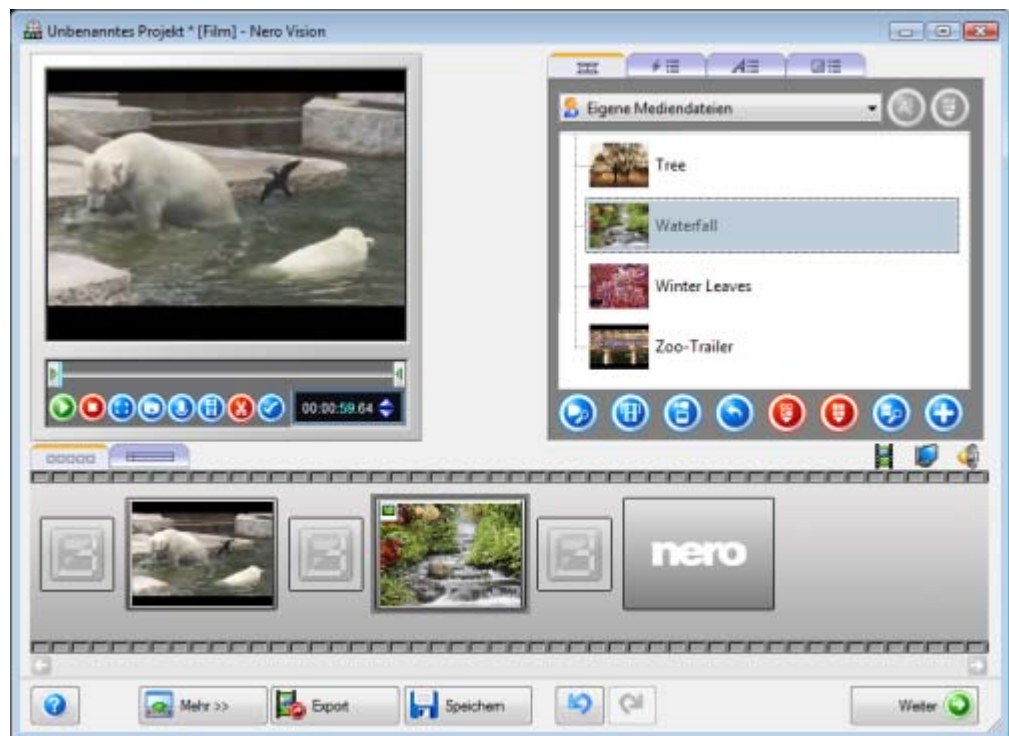 Unbenanntes Projekt * [Film] - Nero Vision
Eigene Mediendateien
Tree
Waterfall
Winter Leaves
Zoo-Trailer
00:00:59.64
nero
Mehr >>
Export
Speichern
Weiter